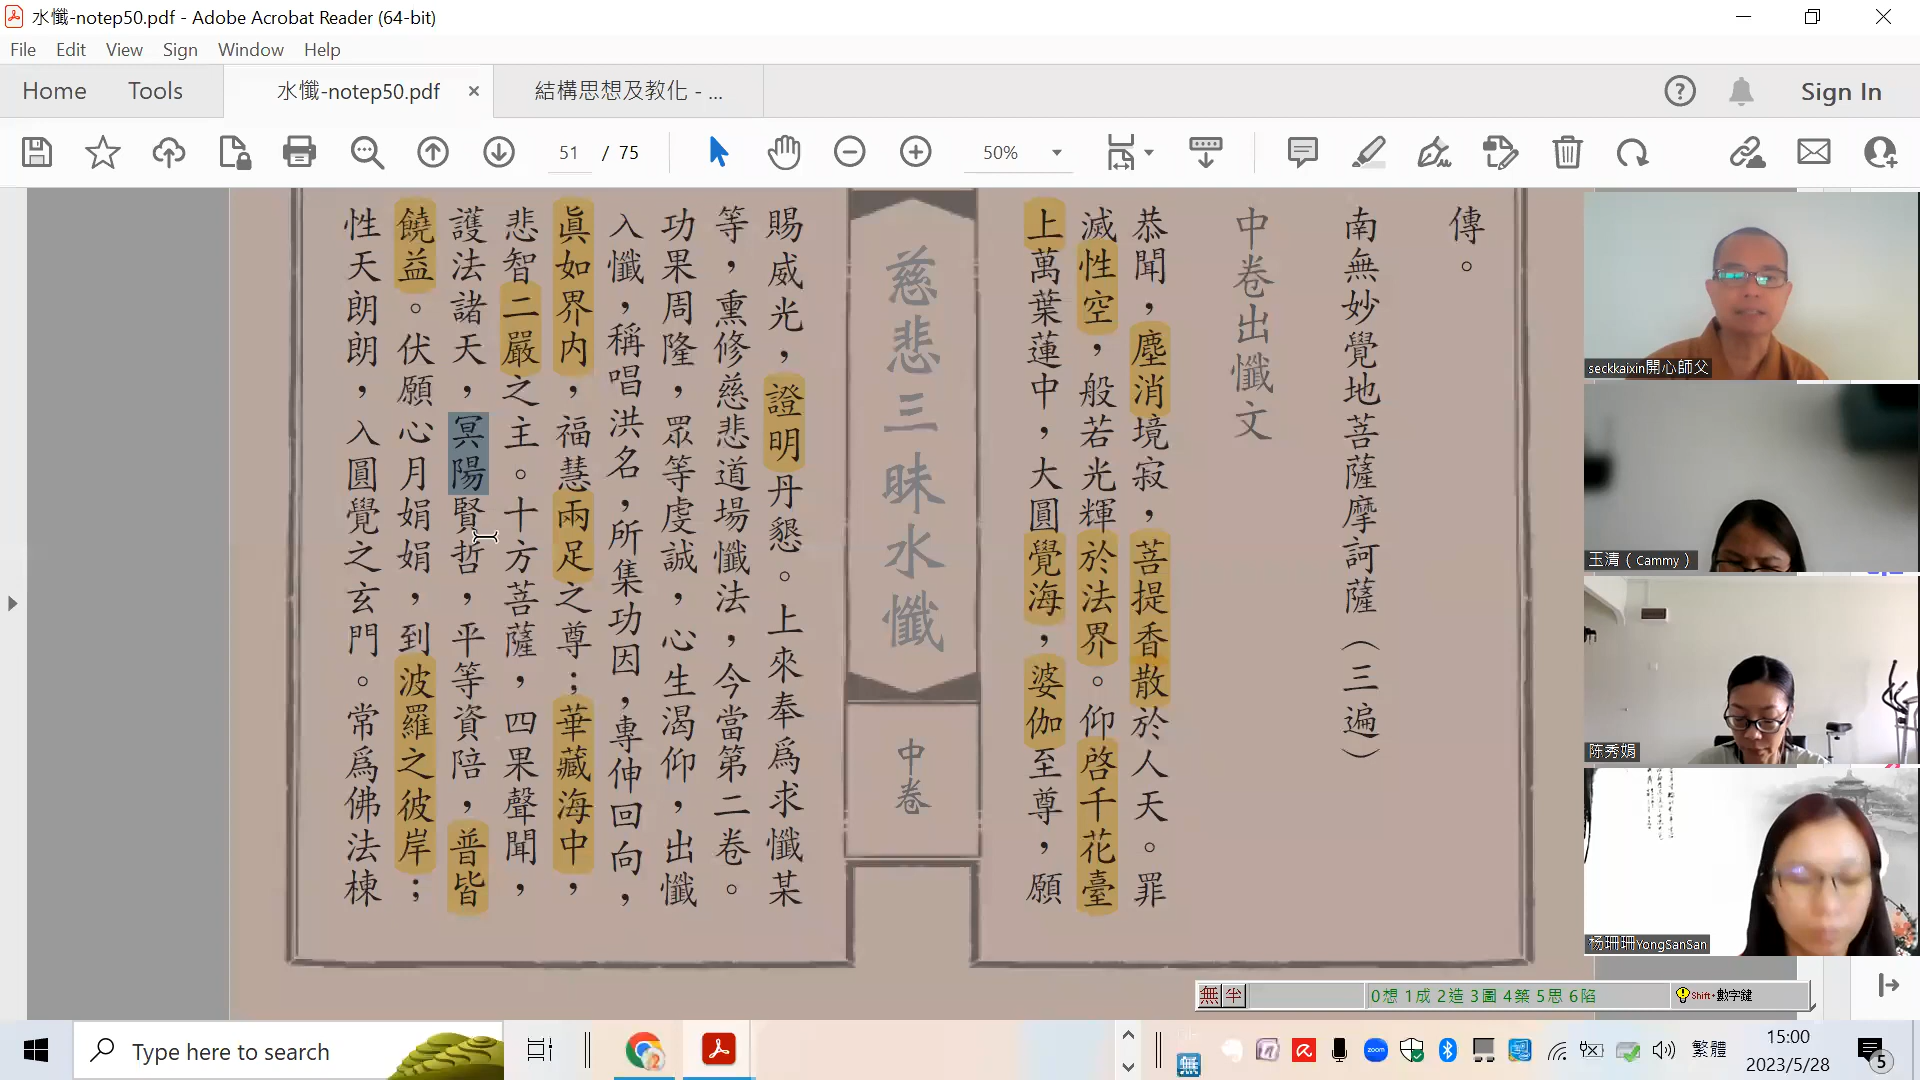 水懺-notep50.pdf - Adobe Acrobat Reader (64-bit)
File Edit View Sign Window Help
Home Tools 水懺-notep50.pdf × 結構思想及教化 - ... Sign In
51 / 75 50%
傳。
南無妙覺地菩薩摩訶薩（三遍）
中卷出懺文
恭聞，塵消境寂，菩提香散於人天。罪
滅性空，般若光輝於法界。仰啓千花臺
上萬葉蓮中，大圓覺海，婆伽至尊，願
慈悲三昧水懺
中卷
賜威光，證明丹懇。上來奉爲求懺某
等，熏修慈悲道場懺法，今當第二卷。
功果周隆，眾等虔誠，心生渴仰，出懺
入懺，稱唱洪名，所集功因，專伸回向，
眞如界内，福慧兩足之尊；華藏海中，
悲智二嚴之主。十方菩薩，四果聲聞，
護法諸天，冥陽賢哲，平等資陪，普皆
饒益。伏願心月娟娟，到波羅之彼岸；
性天朗朗，入圓覺之玄門。常爲佛法棟
seckkaixin開心師父
玉清（Cammy）
陈秀娟
杨珊珊YongSanSan
無 半 0想 1成 2造 3圖 4築 5思 6陷 Shift+數字鍵
Type here to search
zoom
無
繁體
15:00
2023/5/28
5